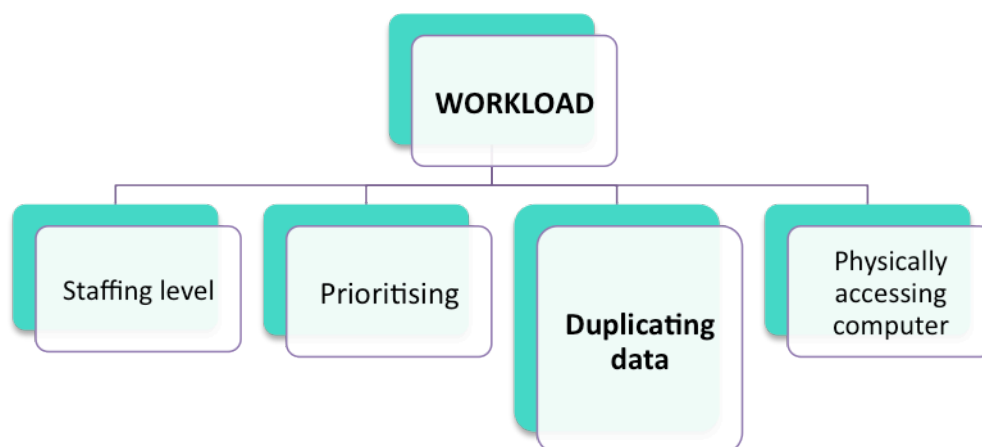 WORKLOAD
Staffing level
Prioritising
Duplicating
data
Physically
accessing
computer